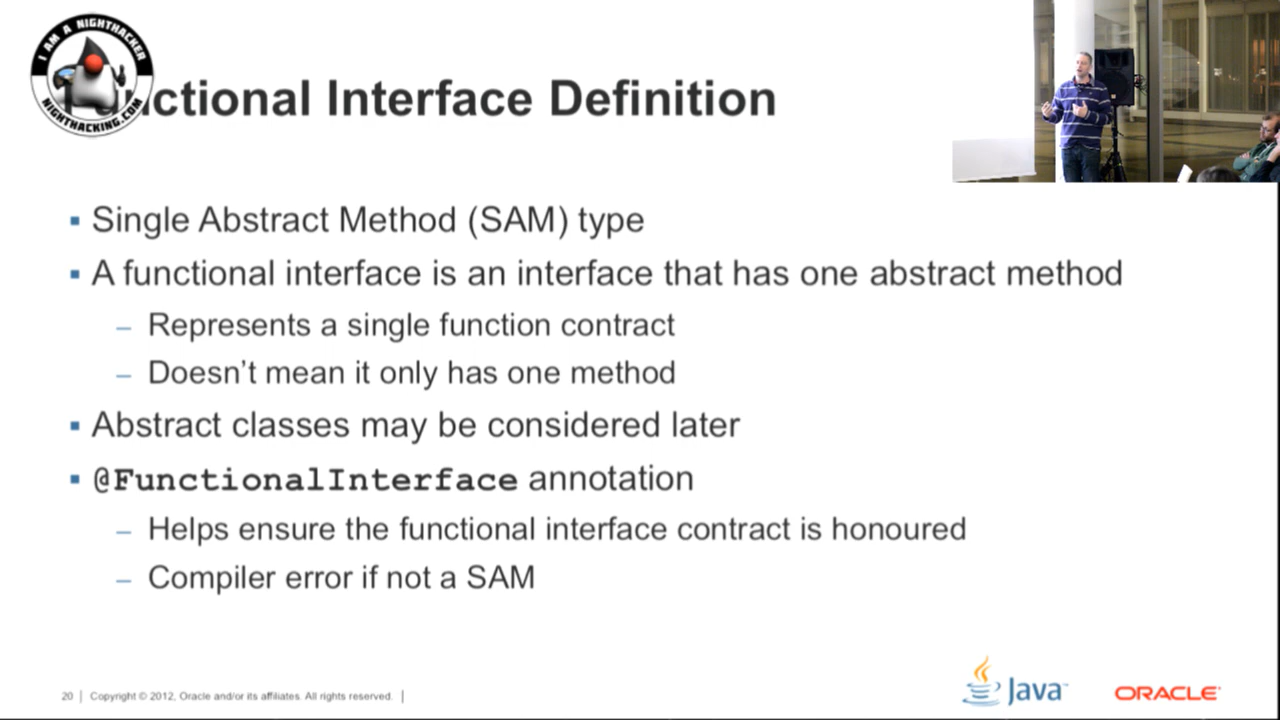 I AM A NIGHTHACKER
NIGHTHACKING.COM
nctional Interface Definition
Single Abstract Method (SAM) type
A functional interface is an interface that has one abstract method
– Represents a single function contract
– Doesn't mean it only has one method
Abstract classes may be considered later
@FunctionalInterface annotation
– Helps ensure the functional interface contract is honoured
– Compiler error if not a SAM
20 | Copyright © 2012, Oracle and/or its affiliates. All rights reserved. |
Java™
ORACLE®